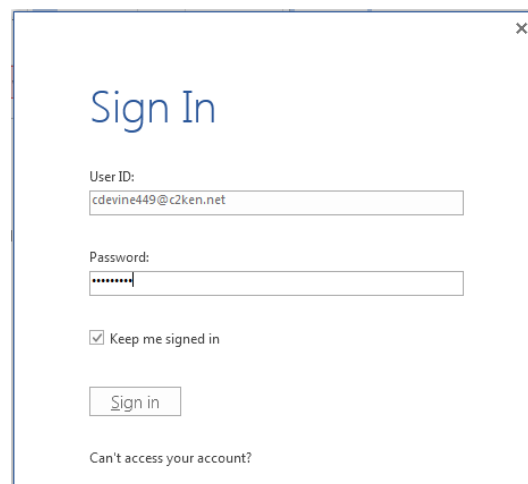 Sign In
User ID:
cdevine449@c2ken.net
Password:
•••••••••
Keep me signed in
Sign in
Can't access your account?